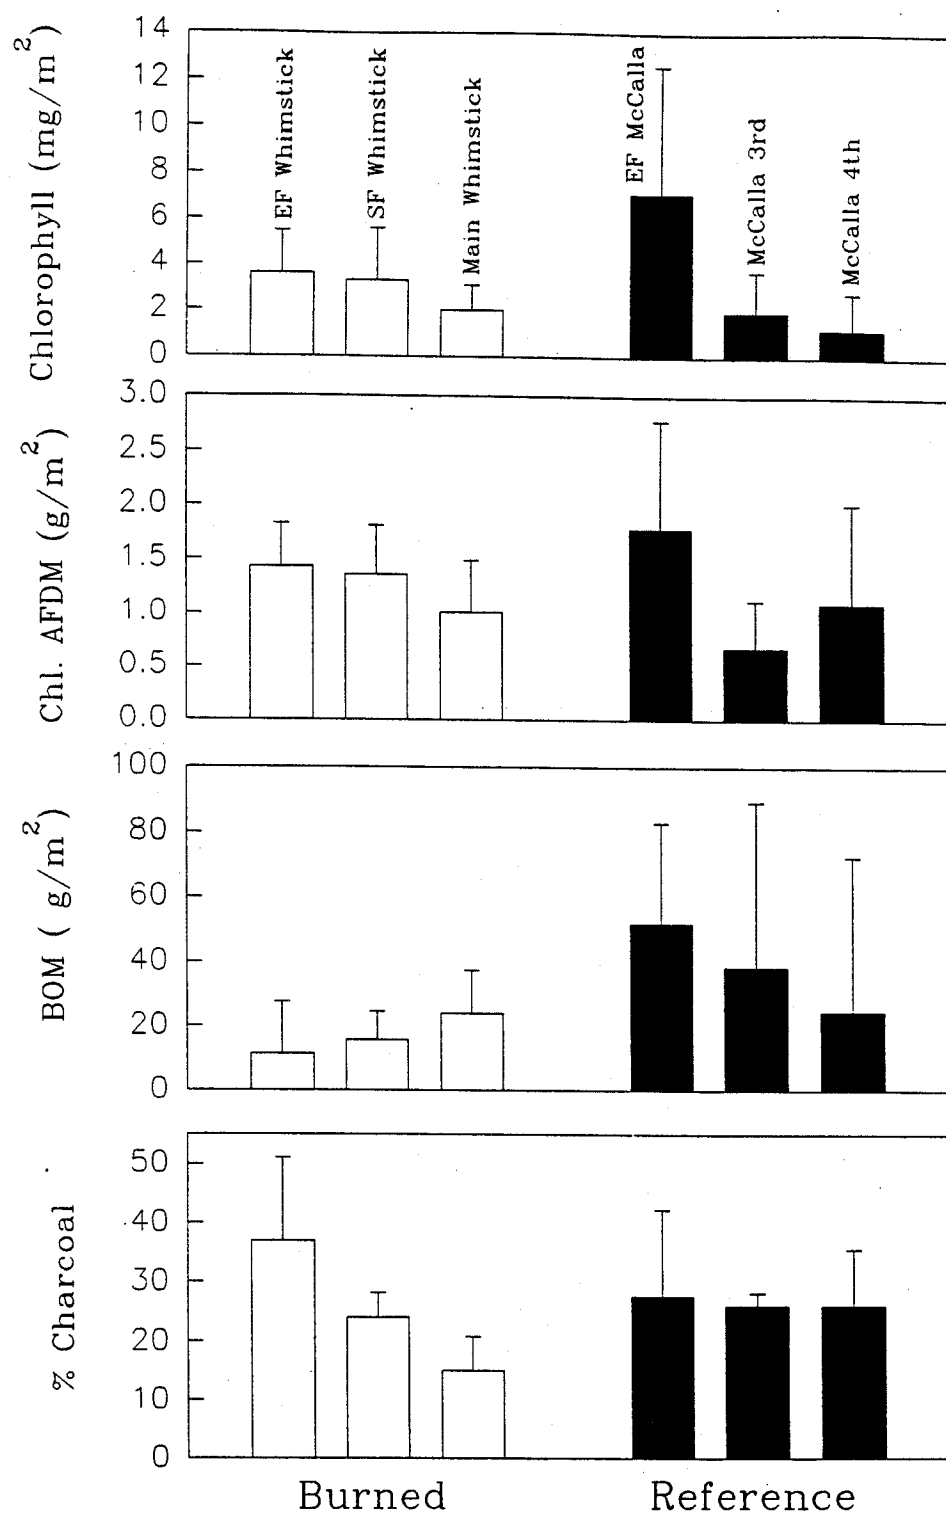 Chlorophyll (mg/m2)
14
12
10
8
6
4
2
0
EF Whimstick
SF Whimstick
Main Whimstick
EF McCalla
McCalla 3rd
McCalla 4th
Chl. AFDM (g/m2)
3.0
2.5
2.0
1.5
1.0
0.5
0.0
BOM ( g/m2)
100
80
60
40
20
0
% Charcoal
50
40
30
20
10
0
Burned Reference